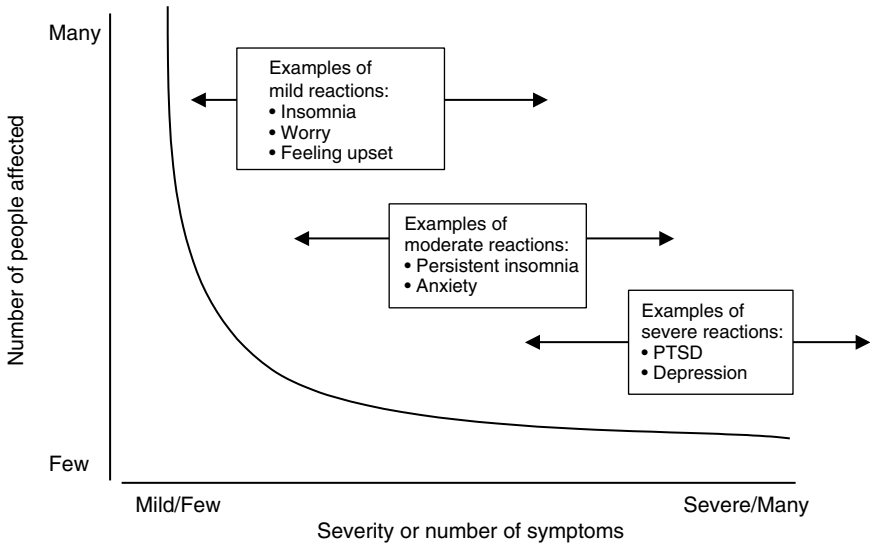 Many
Examples of
mild reactions:
• Insomnia
• Worry
• Feeling upset
Examples of
moderate reactions:
• Persistent insomnia
• Anxiety
Examples of
severe reactions:
• PTSD
• Depression
Number of people affected
Few
Mild/Few
Severe/Many
Severity or number of symptoms